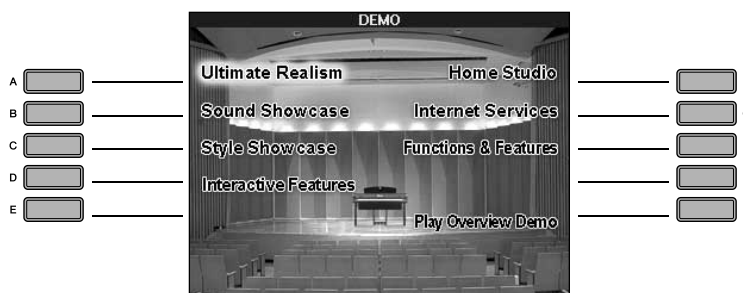 DEMO
A Ultimate Realism Home Studio
B Sound Showcase Internet Services
C Style Showcase Functions & Features
D Interactive Features
E Play Overview Demo